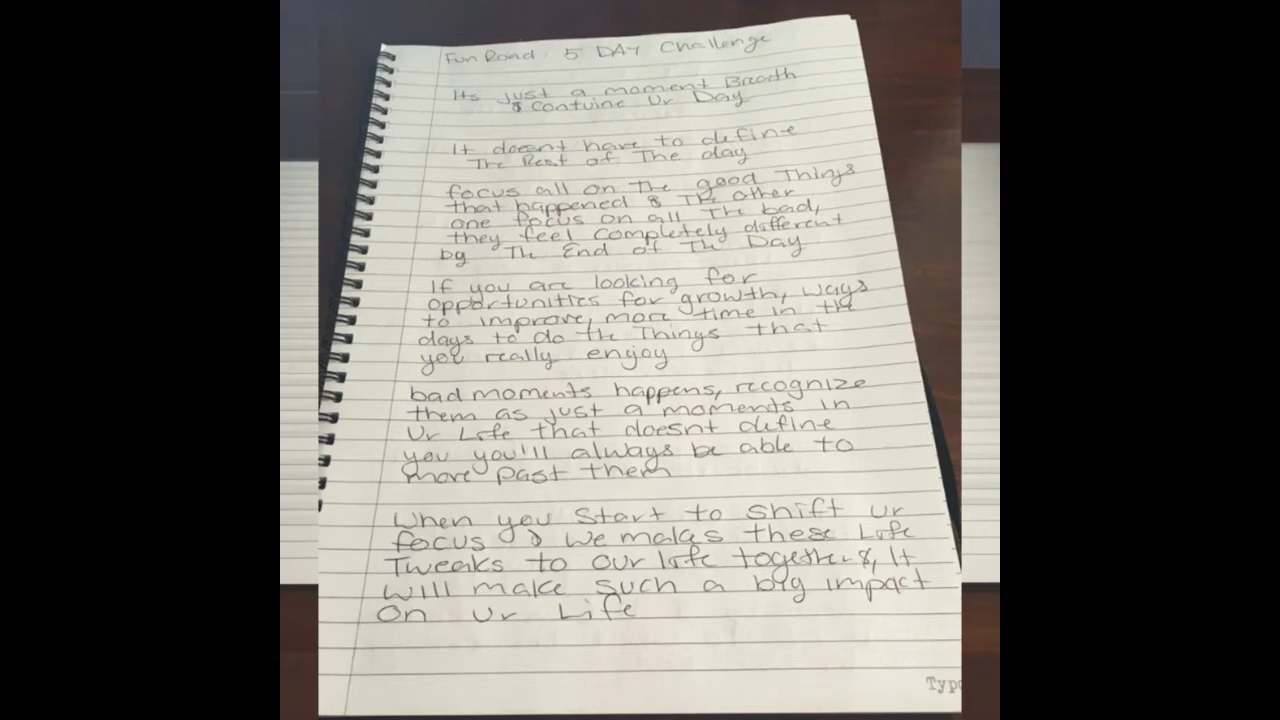 Fun Road 5 DAY Challenge
Its just a moment Breath
& Contuine Ur Day
It doesnt have to define
The Rest of The day
focus all on The good Things
that happened & The other
one focus on all The bad,
they feel completely different
by The End of The Day
If you are looking for
opportunities for growth, ways
to improve, more time in the
days to do the Things that
you really enjoy
bad moments happens, recognize
them as just a moments in
Ur Life that doesnt define
you you'll always be able to
move past them
When you Start to shift ur
focus & we makes these Life
Tweaks to our life together &, It
will make such a big impact
On ur Life
Typo